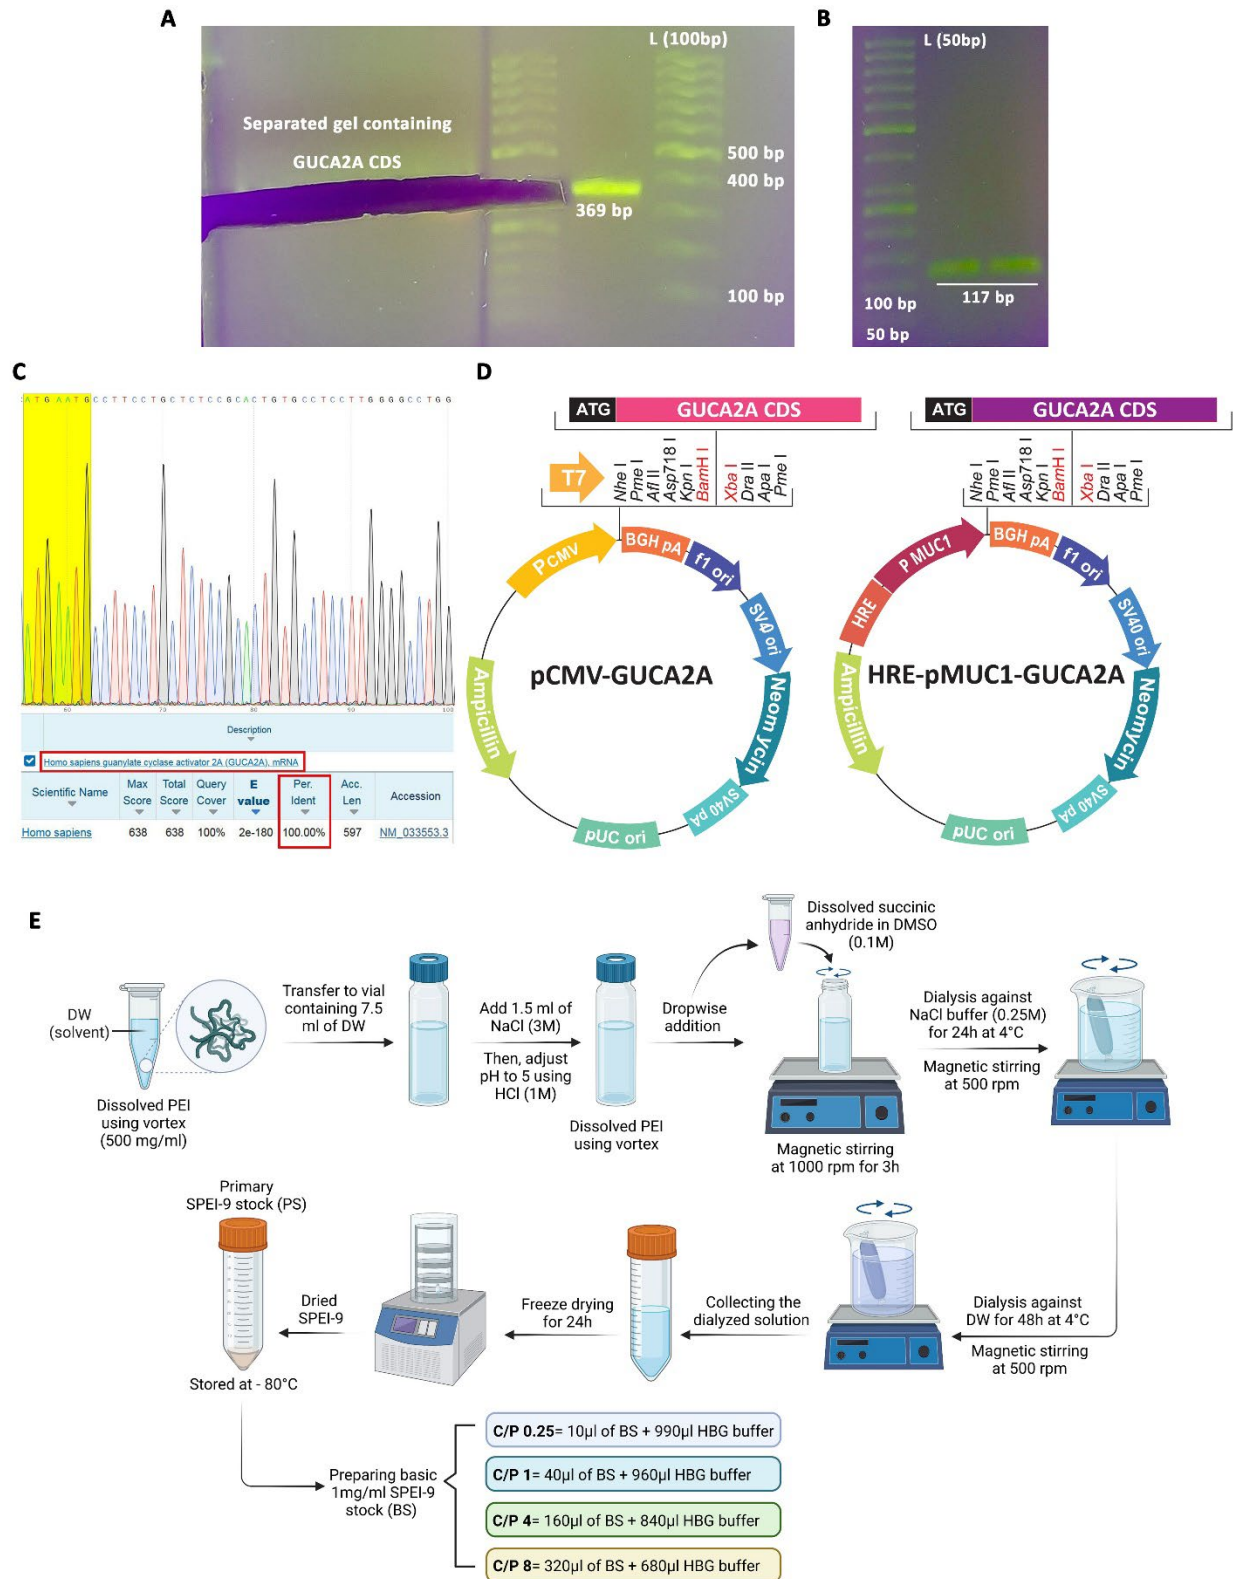 A
L (100bp)
Separated gel containing
GUCA2A CDS
500 bp
400 bp
369 bp
100 bp
B
L (50bp)
100 bp
117 bp
50 bp
C
CATGAATGCCTTCCTGCTCTCCGCACTGTGCCTCCTTGGGGCCTGG
60
70
80
90
100
Description
Homo sapiens guanylate cyclase activator 2A (GUCA2A), mRNA
Scientific Name
Max Score
Total Score
Query Cover
E value
Per. Ident
Acc. Len
Accession
Homo sapiens
638
638
100%
2e-180
100.00%
597
NM_033553.3
D
ATG
GUCA2A CDS
T7
Nhe I
Pme I
Afl II
Asp718 I
Kpn I
BamH I
Xba I
Dra II
Apa I
Pme I
PCMV
BGH pA
f1 ori
SV40 ori
Neomycin
SV40 pA
pUC ori
Ampicillin
pCMV-GUCA2A
ATG
GUCA2A CDS
Nhe I
Pme I
Afl II
Asp718 I
Kpn I
BamH I
Xba I
Dra II
Apa I
Pme I
HRE
P MUC1
BGH pA
f1 ori
SV40 ori
Neomycin
SV40 pA
pUC ori
Ampicillin
HRE-pMUC1-GUCA2A
E
DW
(solvent)
Dissolved PEI
using vortex
(500 mg/ml)
Transfer to vial
containing 7.5
ml of DW
Add 1.5 ml of
NaCl (3M)
Then, adjust
pH to 5 using
HCl (1M)
Dissolved PEI
using vortex
Dropwise
addition
Dissolved succinic
anhydride in DMSO
(0.1M)
Magnetic stirring
at 1000 rpm for 3h
Dialysis against
NaCl buffer (0.25M)
for 24h at 4°C
Magnetic stirring
at 500 rpm
Dialysis against
DW for 48h at 4°C
Magnetic stirring
at 500 rpm
Collecting the
dialyzed solution
Freeze drying
for 24h
Dried
SPEI-9
Primary
SPEI-9 stock (PS)
Stored at - 80°C
Preparing basic
1mg/ml SPEI-9
stock (BS)
C/P 0.25= 10µl of BS + 990µl HBG buffer
C/P 1= 40µl of BS + 960µl HBG buffer
C/P 4= 160µl of BS + 840µl HBG buffer
C/P 8= 320µl of BS + 680µl HBG buffer